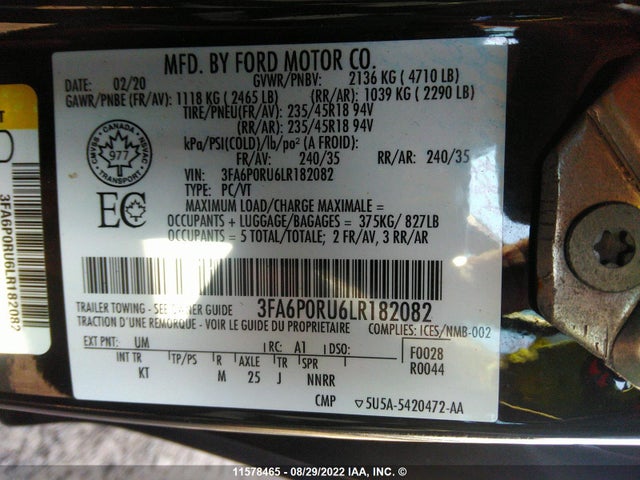 MFD. BY FORD MOTOR CO.
DATE: 02/20 GVWR/PNBV: 2136 KG ( 4710 LB)
GAWR/PNBE (FR/AV): 1118 KG ( 2465 LB) (RR/AR): 1039 KG ( 2290 LB)
TIRE/PNEU(FR/AV): 235/45R18 94V
(RR/AR): 235/45R18 94V
kPa/PSI(COLD)/lb/po² (A FROID):
FR/AV: 240/35 RR/AR: 240/35
VIN: 3FA6P0RU6LR182082
TYPE: PC/VT
MAXIMUM LOAD/CHARGE MAXIMALE =
OCCUPANTS + LUGGAGE/BAGAGES = 375KG/ 827LB
OCCUPANTS = 5 TOTAL/TOTALE; 2 FR/AV, 3 RR/AR
CANADA
CMVSS 977 NSVAC
TRANSPORT
EC
3FA6P0RU6LR182082
TRAILER TOWING - SEE OWNER GUIDE
TRACTION D'UNE REMORQUE - VOIR LE GUIDE DU PROPRIETAIRE
COMPLIES: ICES/NMB-002
EXT PNT: UM RC: A1 DSO: F0028
INT TR TP/PS R AXLE TR SPR R0044
KT M 25 J NNRR
CMP ▽5U5A-5420472-AA
3FA6P0RU6LR182082
11578465 - 08/29/2022 IAA, Inc. ©